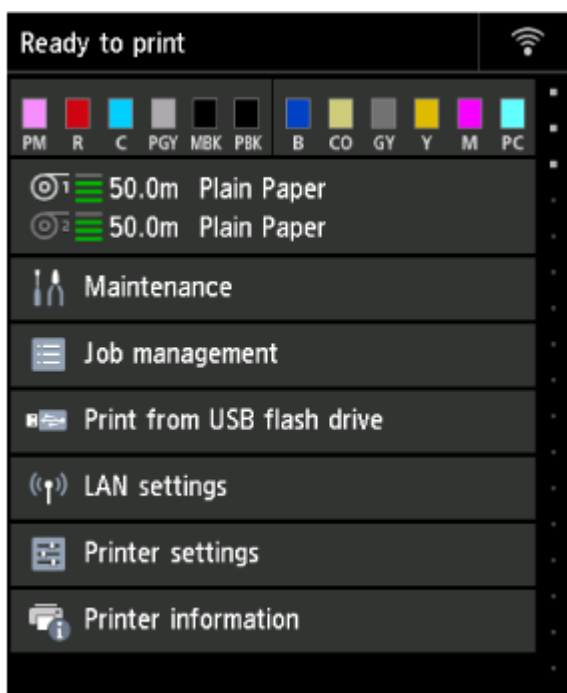 Ready to print
PM R C PGY MBK PBK B CO GY Y M PC
1 50.0m Plain Paper
2 50.0m Plain Paper
Maintenance
Job management
Print from USB flash drive
LAN settings
Printer settings
Printer information